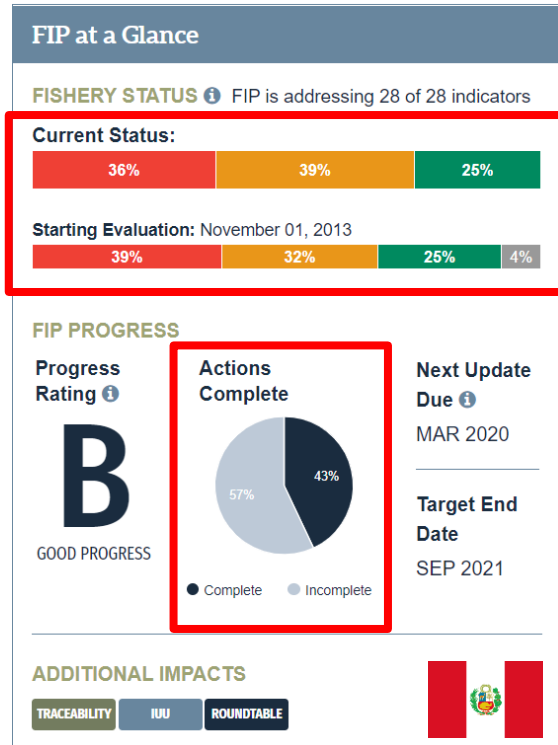 FIP at a Glance
FISHERY STATUS FIP is addressing 28 of 28 indicators
Current Status:
36% 39% 25%
Starting Evaluation: November 01, 2013
39% 32% 25% 4%
FIP PROGRESS
Progress
Rating
B
GOOD PROGRESS
Actions
Complete
43%
57%
Complete Incomplete
Next Update
Due
MAR 2020
Target End
Date
SEP 2021
ADDITIONAL IMPACTS
TRACEABILITY IUU ROUNDTABLE